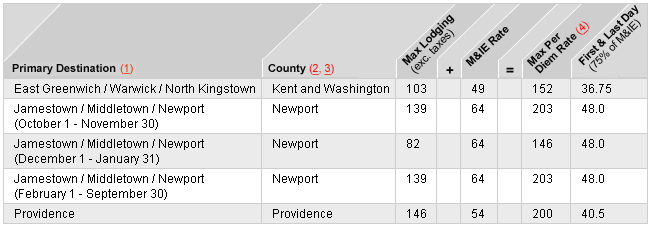 Primary Destination (1) County (2, 3) Max Lodging (exc. taxes) + M&IE Rate = Max Per Diem Rate (4) First & Last Day (75% of M&IE)
East Greenwich / Warwick / North Kingstown Kent and Washington 103 49 152 36.75
Jamestown / Middletown / Newport Newport 139 64 203 48.0
(October 1 - November 30)
Jamestown / Middletown / Newport Newport 82 64 146 48.0
(December 1 - January 31)
Jamestown / Middletown / Newport Newport 139 64 203 48.0
(February 1 - September 30)
Providence Providence 146 54 200 40.5